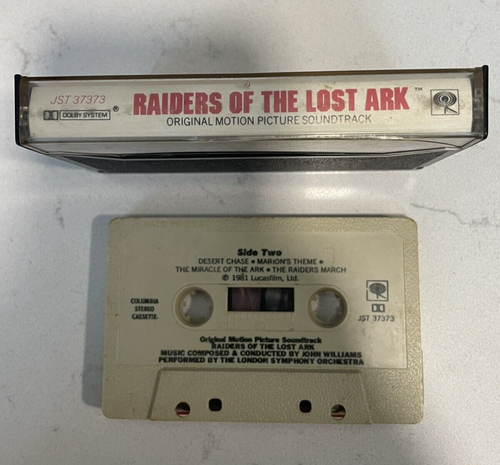 JST 37373
DOLBY SYSTEM ®
RAIDERS OF THE LOST ARK™
ORIGINAL MOTION PICTURE SOUNDTRACK
Side Two
DESERT CHASE • MARION'S THEME •
THE MIRACLE OF THE ARK • THE RAIDERS MARCH
℗ 1981 Lucasfilm, Ltd.
COLUMBIA
STEREO
CASSETTE
JST 37373
Original Motion Picture Soundtrack
RAIDERS OF THE LOST ARK
MUSIC COMPOSED & CONDUCTED BY JOHN WILLIAMS
PERFORMED BY THE LONDON SYMPHONY ORCHESTRA